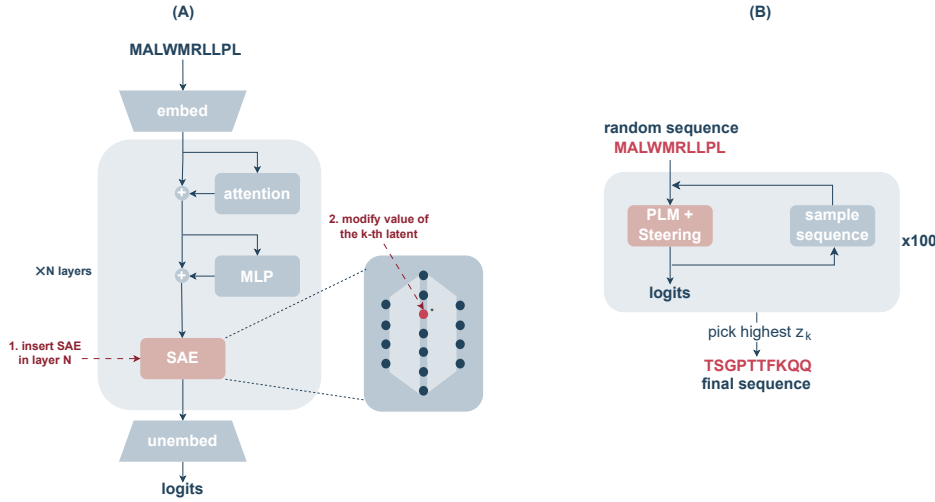 (A)
MALWMRLLPL
embed
+
attention
+
MLP
×N layers
2. modify value of
the k-th latent
1. insert SAE
in layer N
SAE
unembed
logits
(B)
random sequence
MALWMRLLPL
PLM +
Steering
sample
sequence
x100
logits
pick highest z_k
TSGPTTFKQQ
final sequence